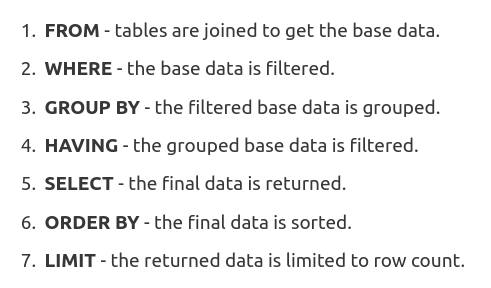 1. FROM - tables are joined to get the base data.
2. WHERE - the base data is filtered.
3. GROUP BY - the filtered base data is grouped.
4. HAVING - the grouped base data is filtered.
5. SELECT - the final data is returned.
6. ORDER BY - the final data is sorted.
7. LIMIT - the returned data is limited to row count.